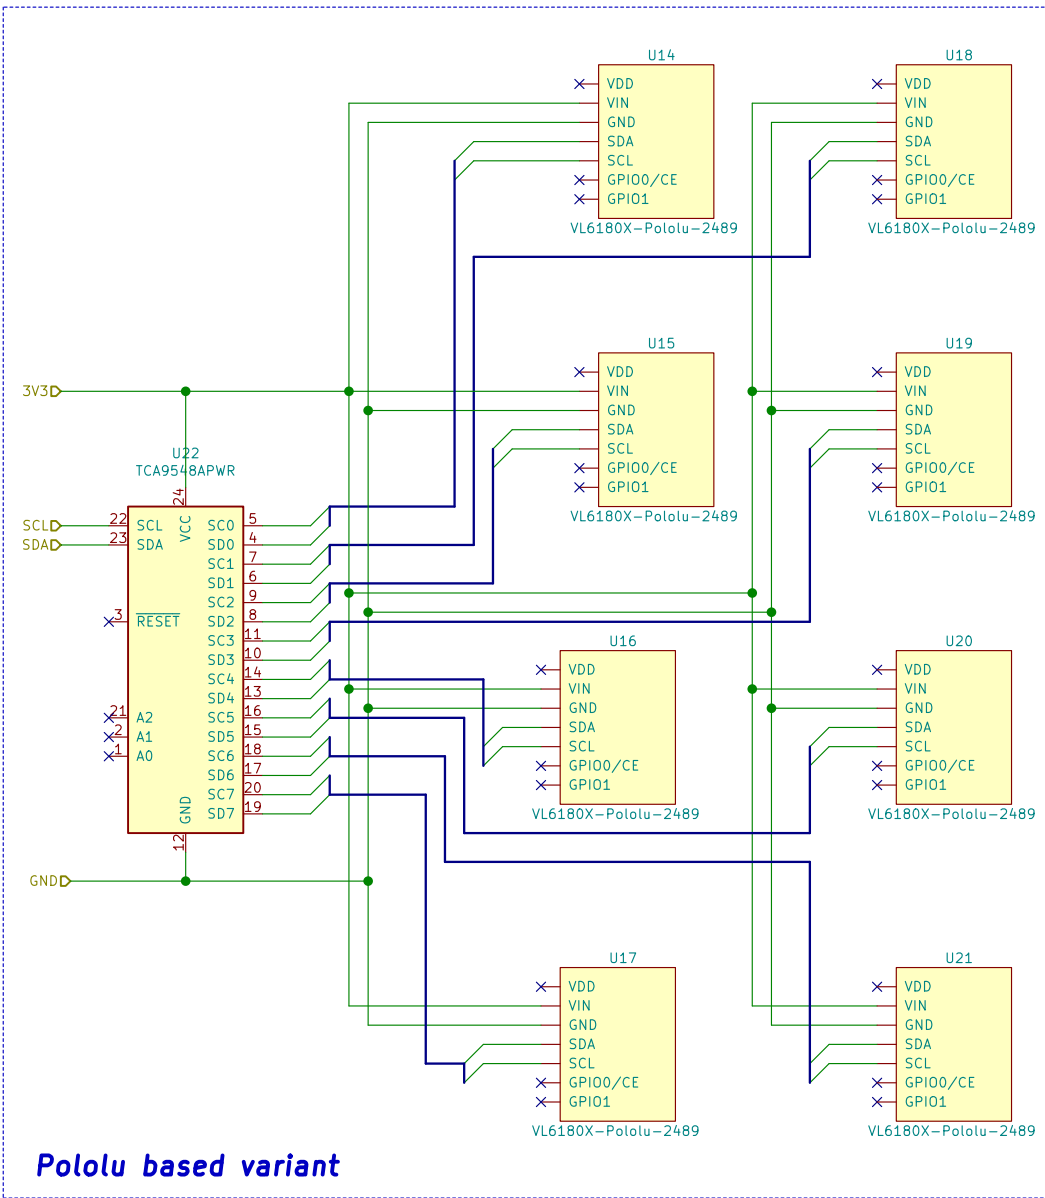 U14
VDD
VIN
GND
SDA
SCL
GPIO0/CE
GPIO1
VL6180X-Pololu-2489
U18
VDD
VIN
GND
SDA
SCL
GPIO0/CE
GPIO1
VL6180X-Pololu-2489
U15
VDD
VIN
GND
SDA
SCL
GPIO0/CE
GPIO1
VL6180X-Pololu-2489
U19
VDD
VIN
GND
SDA
SCL
GPIO0/CE
GPIO1
VL6180X-Pololu-2489
3V3
SCL
SDA
GND
U22
TCA9548APWR
24
VCC
22 SCL
23 SDA
3 RESET
21 A2
2 A1
1 A0
SC0 5
SD0 4
SC1 7
SD1 6
SC2 9
SD2 8
SC3 11
SD3 10
SC4 14
SD4 13
SC5 16
SD5 15
SC6 18
SD6 17
SC7 20
SD7 19
GND
12
U16
VDD
VIN
GND
SDA
SCL
GPIO0/CE
GPIO1
VL6180X-Pololu-2489
U20
VDD
VIN
GND
SDA
SCL
GPIO0/CE
GPIO1
VL6180X-Pololu-2489
U17
VDD
VIN
GND
SDA
SCL
GPIO0/CE
GPIO1
VL6180X-Pololu-2489
U21
VDD
VIN
GND
SDA
SCL
GPIO0/CE
GPIO1
VL6180X-Pololu-2489
Pololu based variant